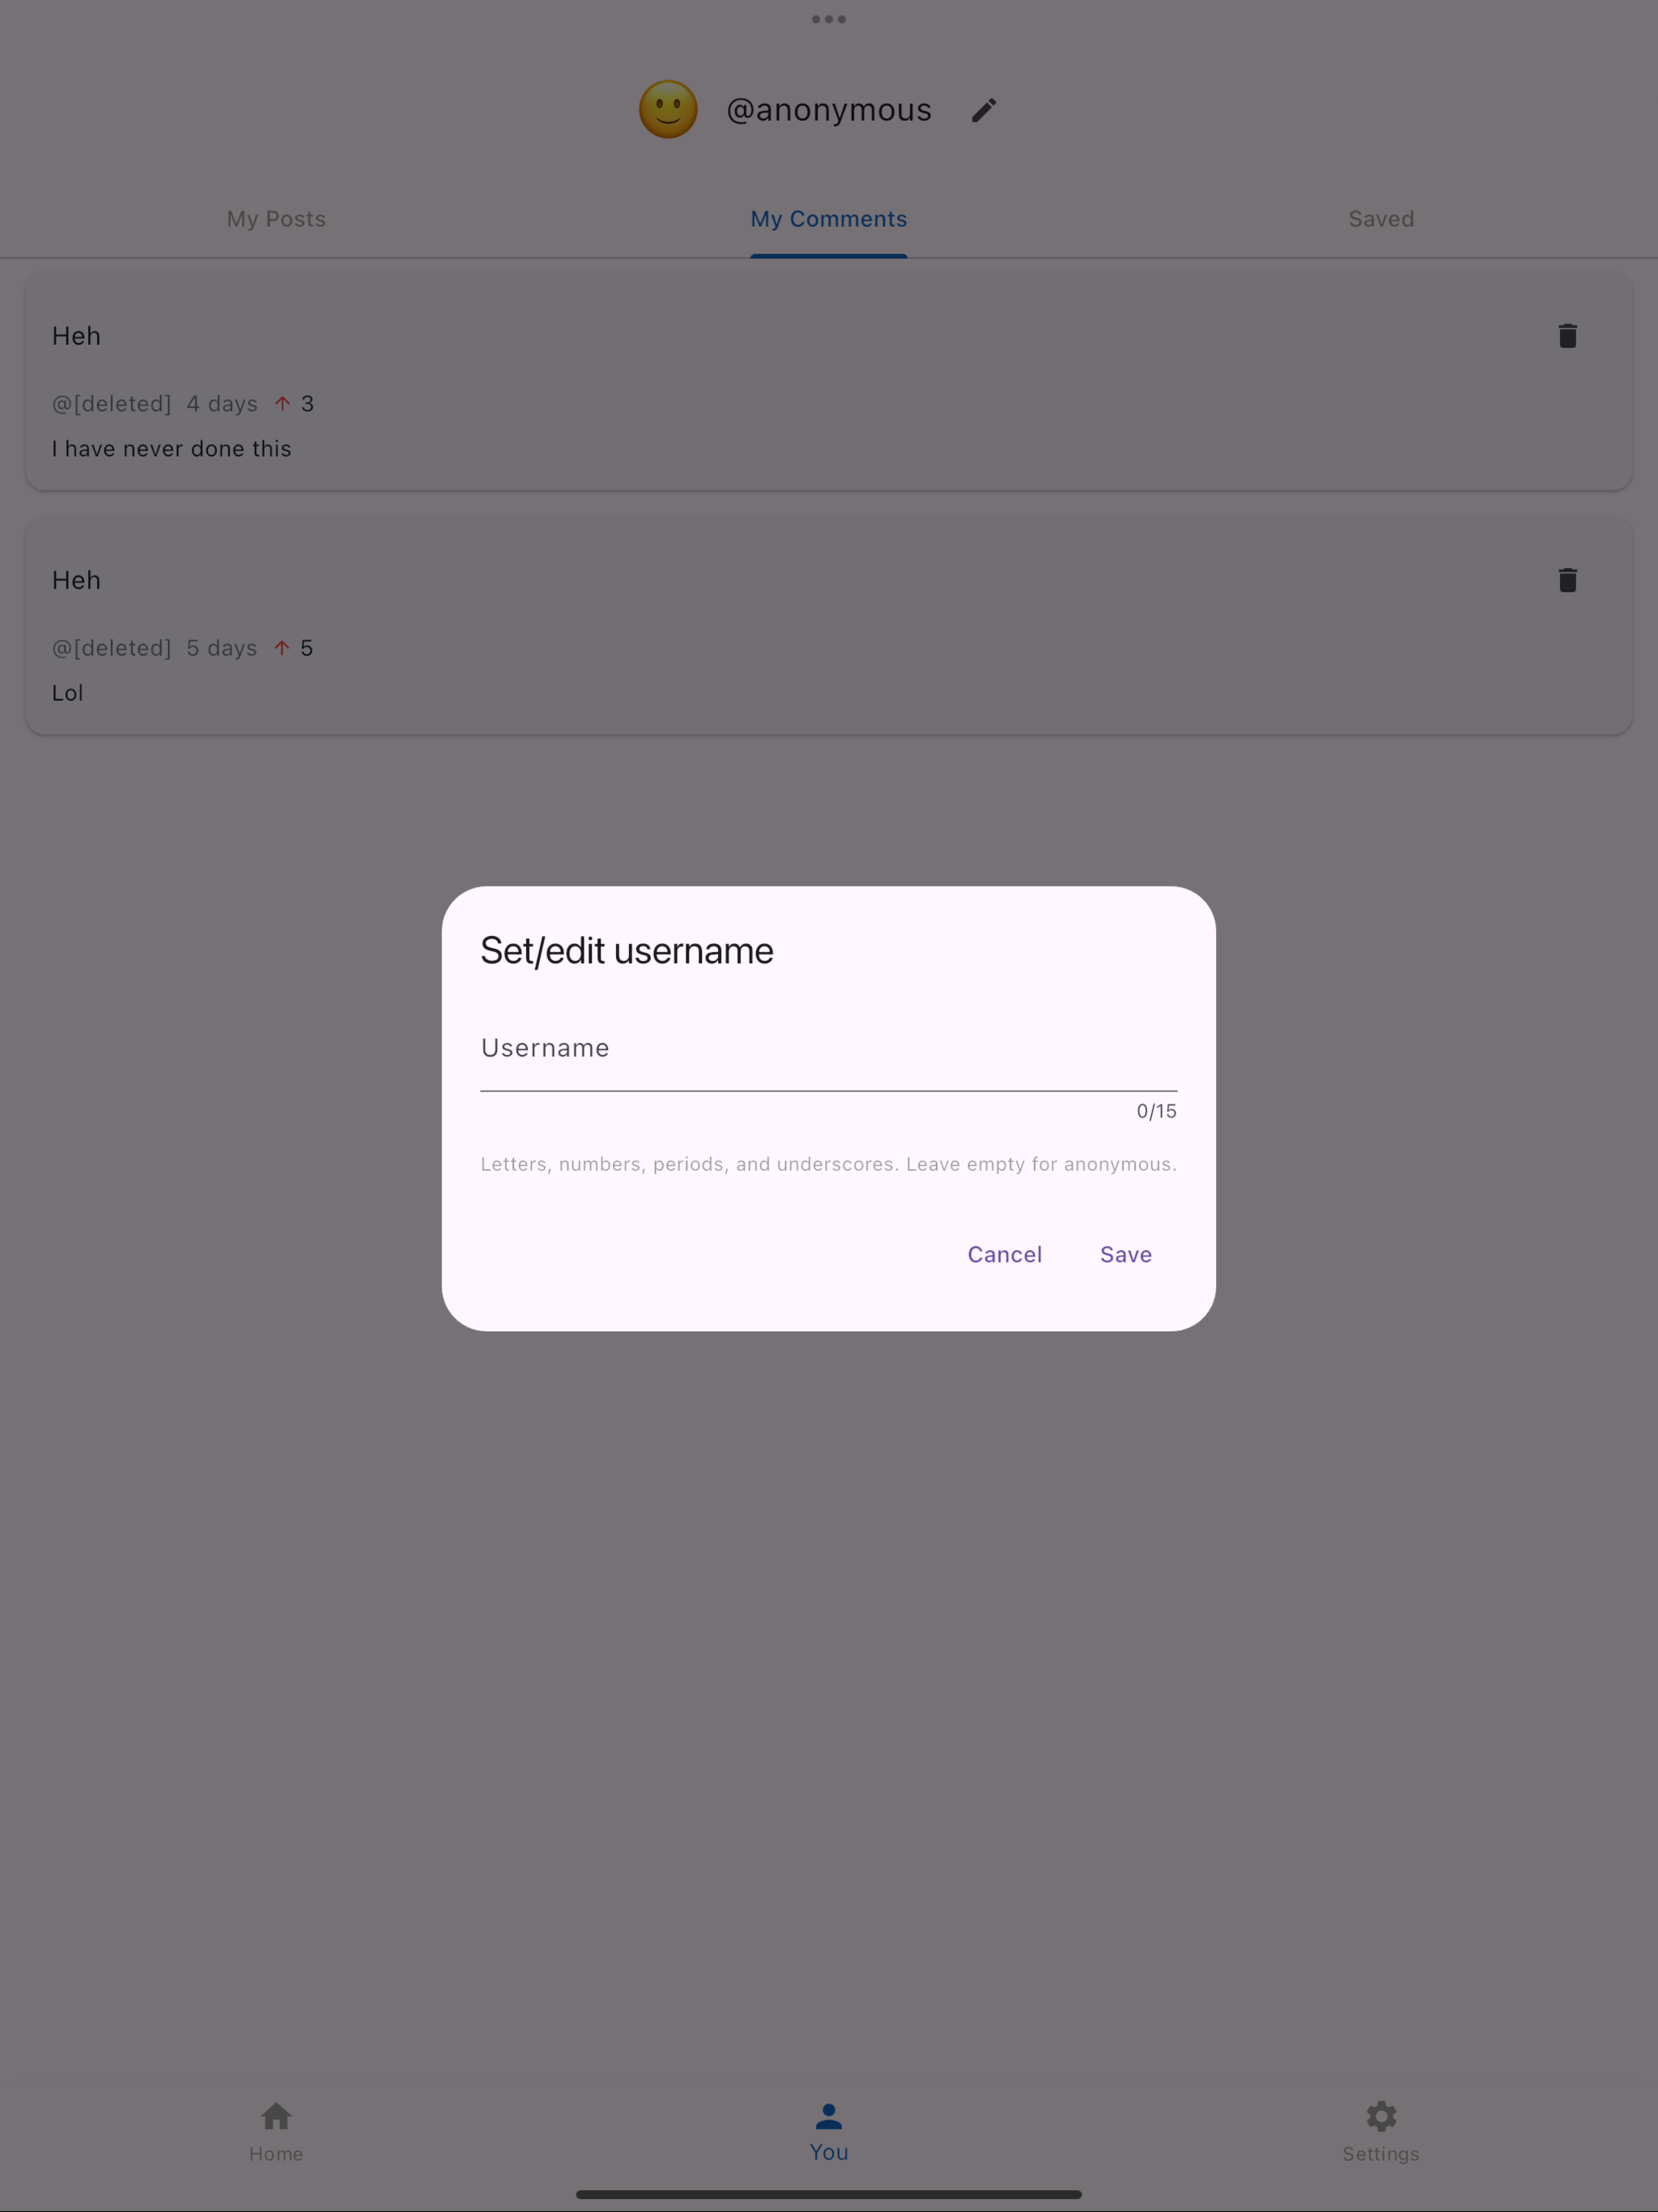 @anonymous
My Posts My Comments Saved
Heh
@[deleted] 4 days ↑ 3
I have never done this
Heh
@[deleted] 5 days ↑ 5
Lol
Set/edit username
Username
0/15
Letters, numbers, periods, and underscores. Leave empty for anonymous.
Cancel Save
Home You Settings